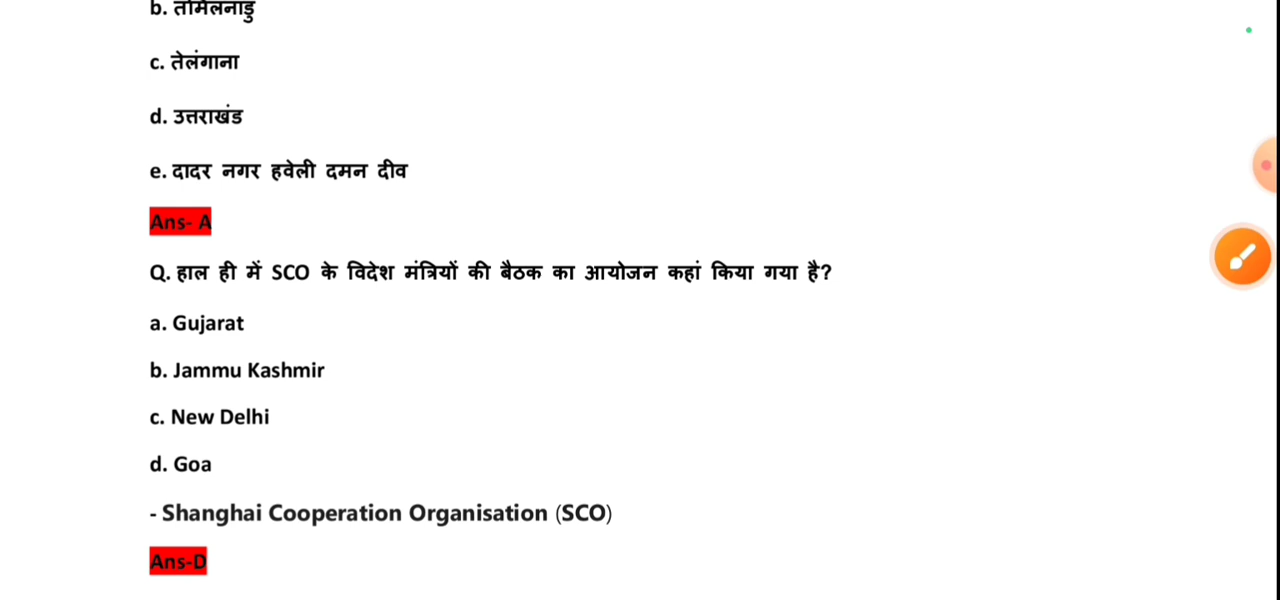 b. तमिलनाडु
c. तेलंगाना
d. उत्तराखंड
e. दादर नगर हवेली दमन दीव
Ans- A
Q. हाल ही में SCO के विदेश मंत्रियों की बैठक का आयोजन कहां किया गया है?
a. Gujarat
b. Jammu Kashmir
c. New Delhi
d. Goa
- Shanghai Cooperation Organisation (SCO)
Ans-D